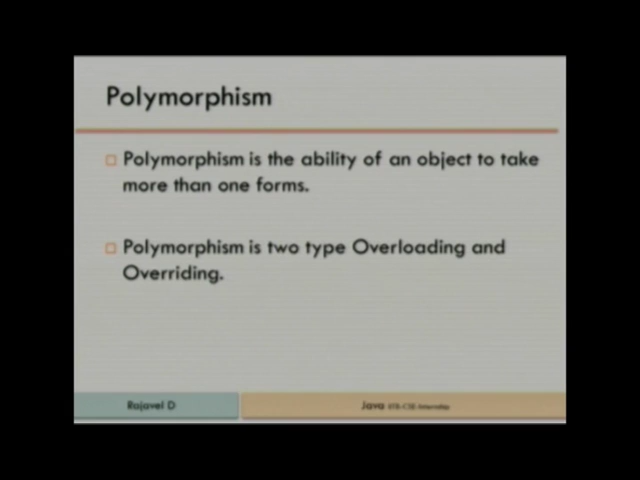 Polymorphism
Polymorphism is the ability of an object to take
more than one forms.
Polymorphism is two type Overloading and
Overriding.
Rajavel D
Java